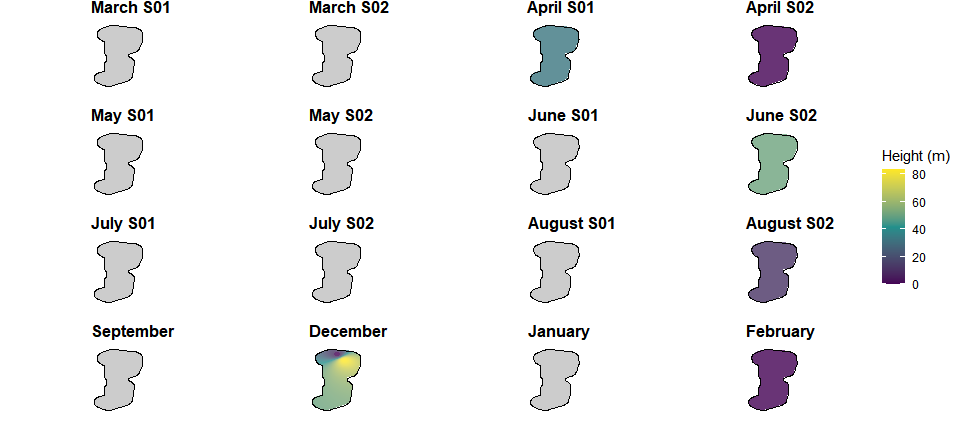 March S01
March S02
April S01
April S02
May S01
May S02
June S01
June S02
Height (m)
80
60
40
20
0
July S01
July S02
August S01
August S02
September
December
January
February